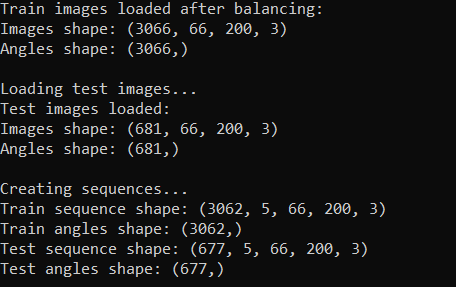 Train images loaded after balancing:
Images shape: (3066, 66, 200, 3)
Angles shape: (3066,)
Loading test images...
Test images loaded:
Images shape: (681, 66, 200, 3)
Angles shape: (681,)
Creating sequences...
Train sequence shape: (3062, 5, 66, 200, 3)
Train angles shape: (3062,)
Test sequence shape: (677, 5, 66, 200, 3)
Test angles shape: (677,)